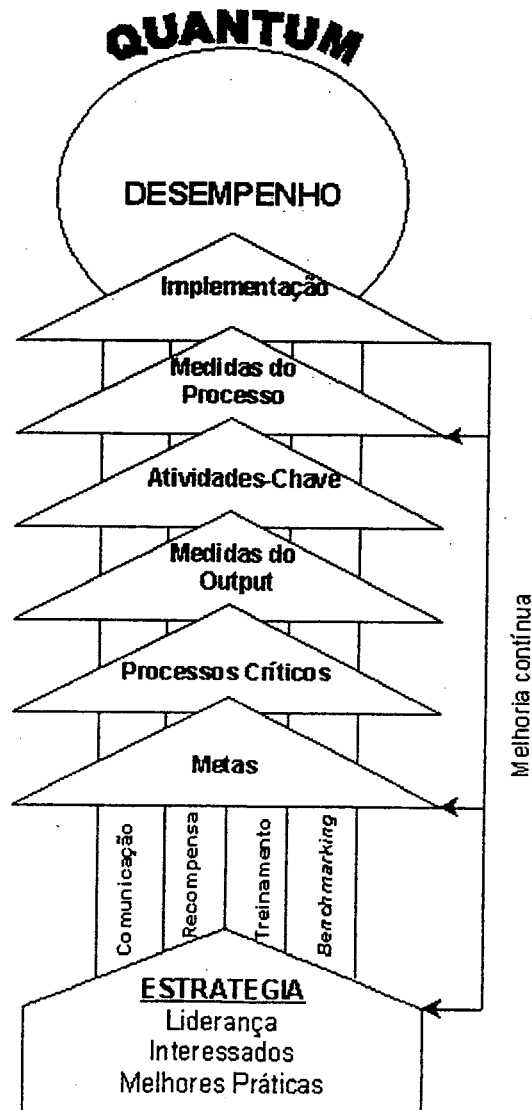 QUANTUM
DESEMPENHO
Implementação
Medidas do
Processo
Atividades-Chave
Medidas do
Output
Processos Críticos
Metas
Melhoria contínua
Comunicação
Recompensa
Treinamento
Benchmarking
ESTRATEGIA
Liderança
Interessados
Melhores Práticas